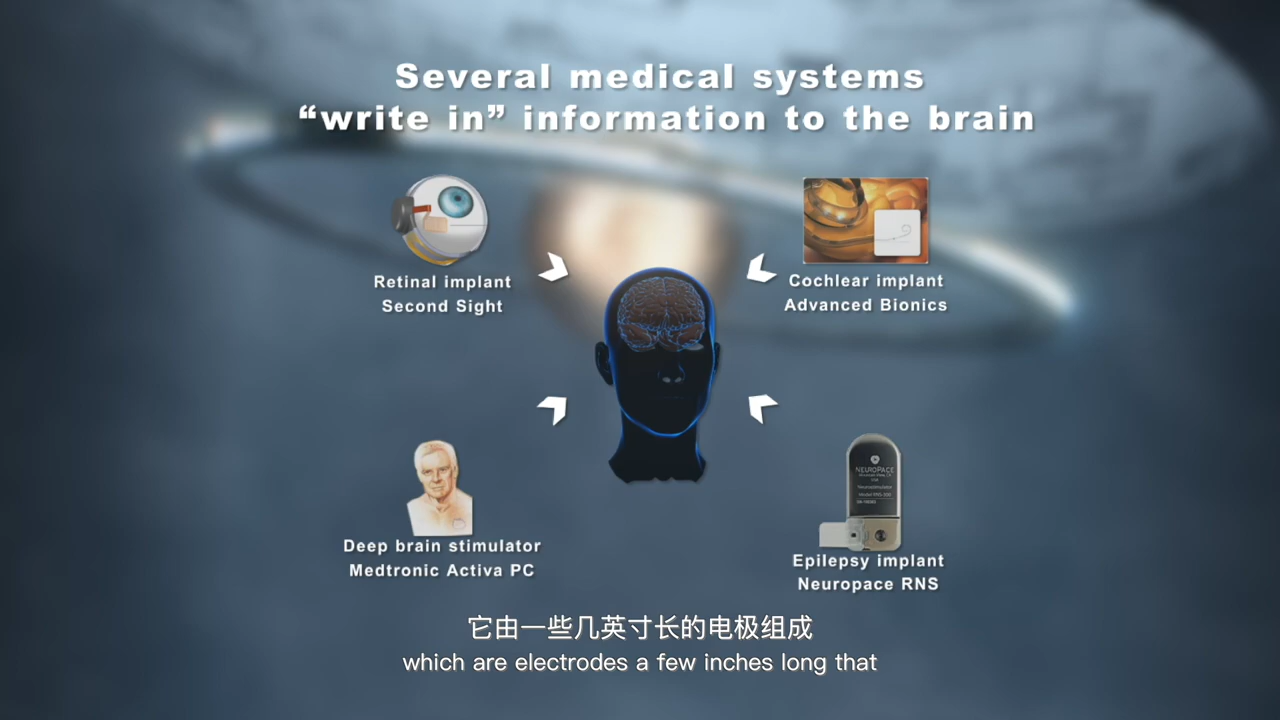 Several medical systems
“write in” information to the brain
Retinal implant
Second Sight
Cochlear implant
Advanced Bionics
Deep brain stimulator
Medtronic Activa PC
NEUROPACE
Neurostimulator
Epilepsy implant
Neuropace RNS
它由一些几英寸长的电极组成
which are electrodes a few inches long that